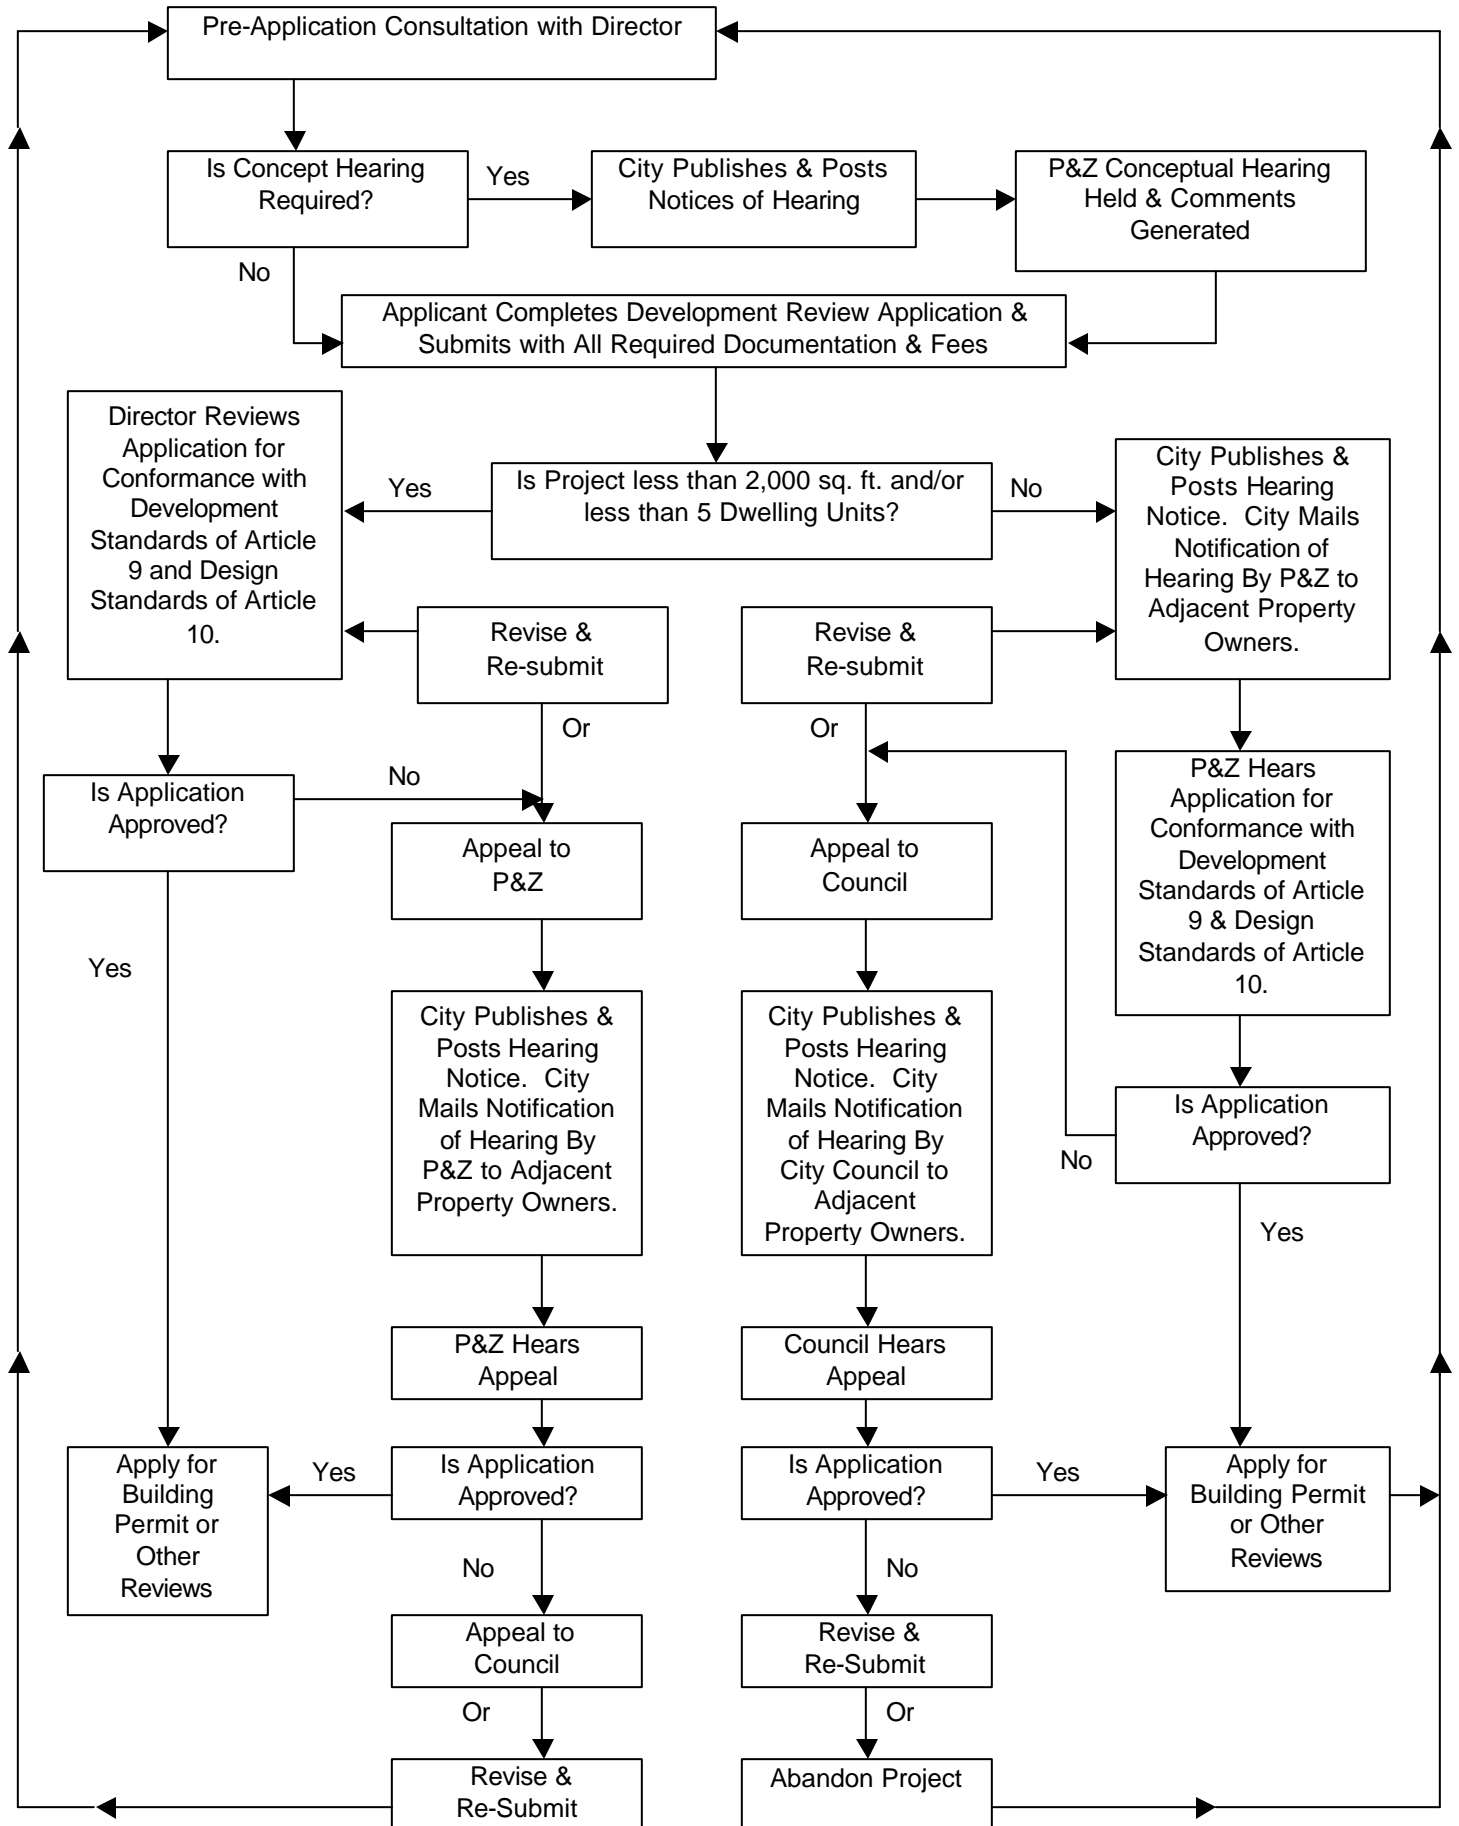 Pre-Application Consultation with Director
Is Concept Hearing
Required?
Yes
City Publishes & Posts
Notices of Hearing
P&Z Conceptual Hearing
Held & Comments
Generated
No
Applicant Completes Development Review Application &
Submits with All Required Documentation & Fees
Director Reviews
Application for
Conformance with
Development
Standards of Article
9 and Design
Standards of Article
10.
Yes
Is Project less than 2,000 sq. ft. and/or
less than 5 Dwelling Units?
No
City Publishes &
Posts Hearing
Notice. City Mails
Notification of
Hearing By P&Z to
Adjacent Property
Owners.
Revise &
Re-submit
Or
Revise &
Re-submit
Or
Is Application
Approved?
No
Yes
Appeal to
P&Z
Appeal to
Council
P&Z Hears
Application for
Conformance with
Development
Standards of Article
9 & Design
Standards of Article
10.
City Publishes &
Posts Hearing
Notice. City
Mails Notification
of Hearing By
P&Z to Adjacent
Property Owners.
City Publishes &
Posts Hearing
Notice. City
Mails Notification
of Hearing By
City Council to
Adjacent
Property Owners.
Is Application
Approved?
No
Yes
P&Z Hears
Appeal
Council Hears
Appeal
Apply for
Building
Permit or
Other
Reviews
Yes
Is Application
Approved?
No
Is Application
Approved?
Yes
No
Apply for
Building Permit
or Other
Reviews
Appeal to
Council
Or
Revise &
Re-Submit
Or
Revise &
Re-Submit
Abandon Project